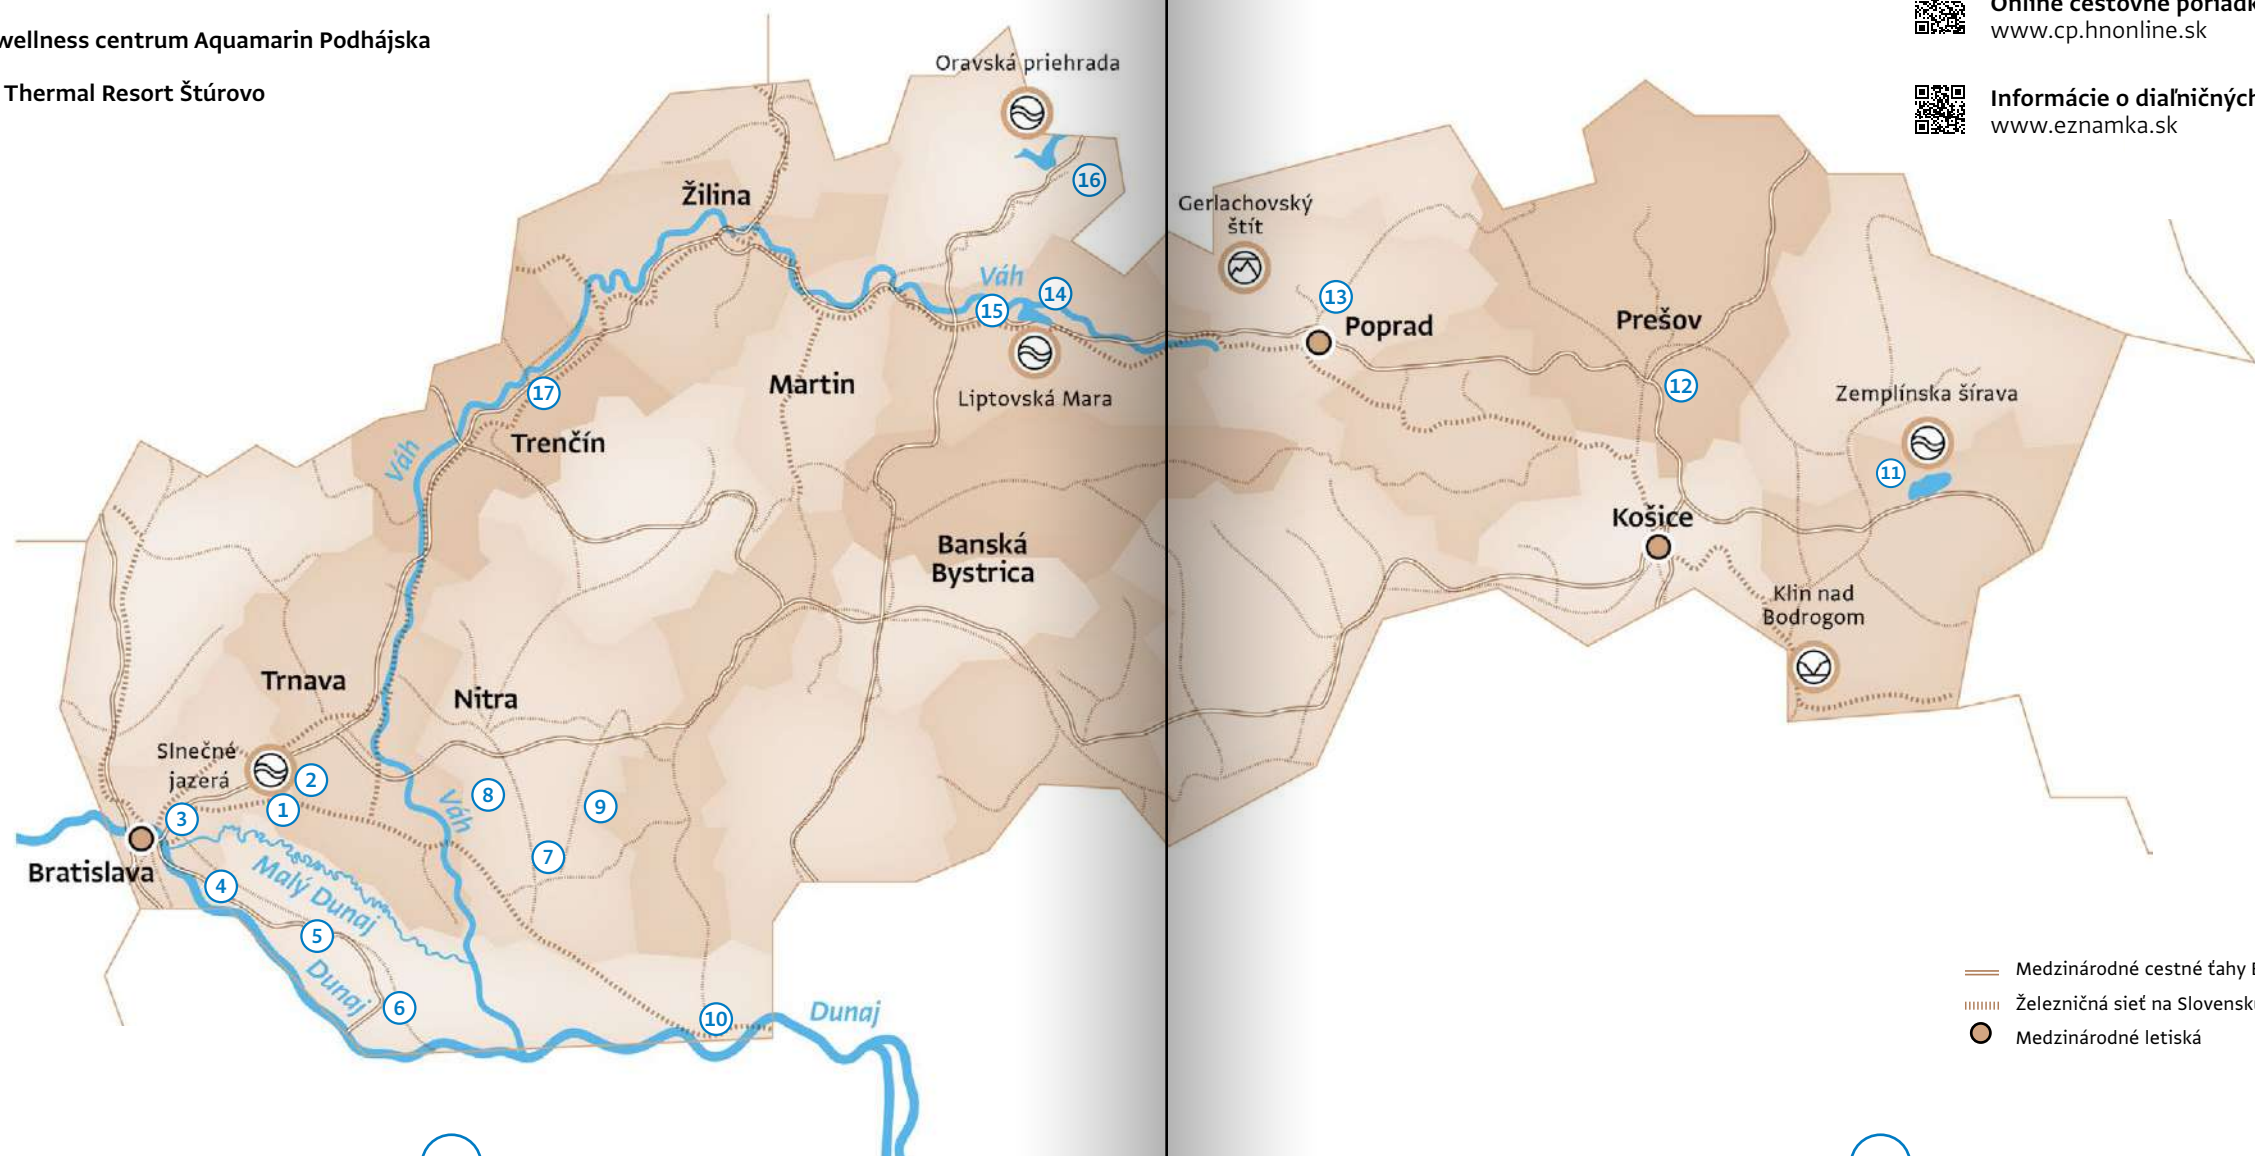 wellness centrum Aquamarin Podhájska
Thermal Resort Štúrovo
Online cestovné
www.cp.hnonline.sk
Informácie o
www.eznamka.sk
Oravská priehrada
16
Žilina
Gerlachovský
štít
Váh
14
15
13
Poprad
Prešov
Martin
Liptovská Mara
12
Zemplínska šírava
17
Trenčín
Váh
11
Košice
Banská
Bystrica
Klin nad
Bodrogom
Trnava
Nitra
Slnečné
jazerá
2
1
3
Váh
8
9
7
Bratislava
4
Malý Dunaj
5
Dunaj
6
10
Dunaj
Medzinárodné cestné ťahy
Železničná sieť na
Medzinárodné letiská